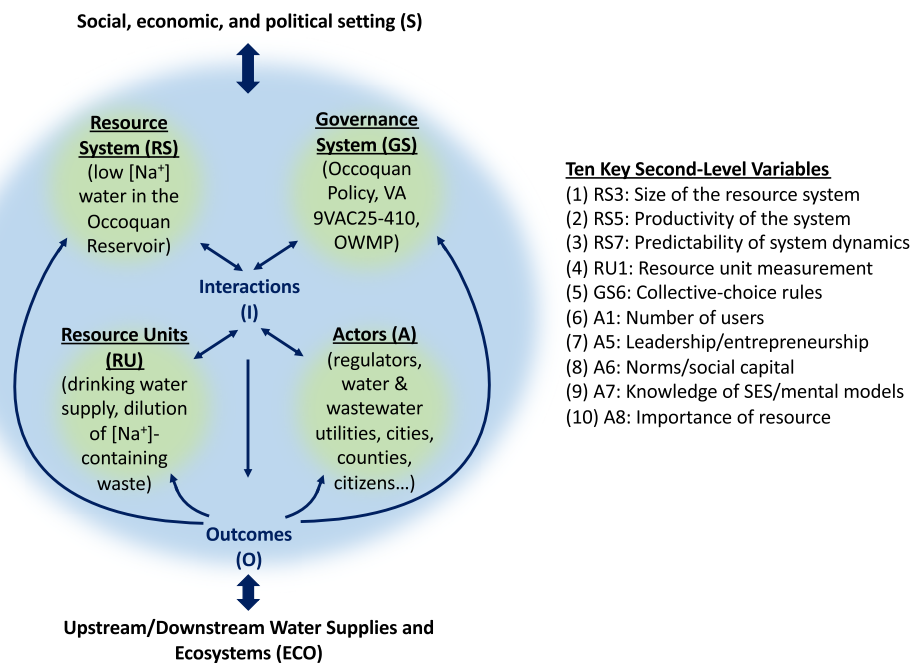 Social, economic, and political setting (S)
Resource
System (RS)
(low [Na⁺]
water in the
Occoquan
Reservoir)
Governance
System (GS)
(Occoquan
Policy, VA
9VAC25-410,
OWMP)
Interactions
(I)
Resource Units
(RU)
(drinking water
supply, dilution
of [Na⁺]-
containing
waste)
Actors (A)
(regulators,
water &
wastewater
utilities, cities,
counties,
citizens...)
Outcomes
(O)
Upstream/Downstream Water Supplies and
Ecosystems (ECO)
Ten Key Second-Level Variables
(1) RS3: Size of the resource system
(2) RS5: Productivity of the system
(3) RS7: Predictability of system dynamics
(4) RU1: Resource unit measurement
(5) GS6: Collective-choice rules
(6) A1: Number of users
(7) A5: Leadership/entrepreneurship
(8) A6: Norms/social capital
(9) A7: Knowledge of SES/mental models
(10) A8: Importance of resource